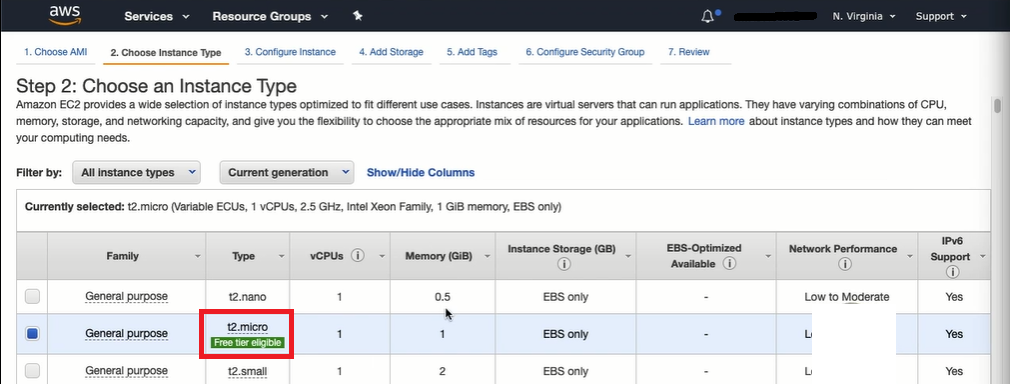 aws
Services
Resource Groups
N. Virginia
Support
1. Choose AMI
2. Choose Instance Type
3. Configure Instance
4. Add Storage
5. Add Tags
6. Configure Security Group
7. Review
Step 2: Choose an Instance Type
Amazon EC2 provides a wide selection of instance types optimized to fit different use cases. Instances are virtual servers that can run applications. They have varying combinations of CPU,
memory, storage, and networking capacity, and give you the flexibility to choose the appropriate mix of resources for your applications. Learn more about instance types and how they can meet
your computing needs.
Filter by: All instance types Current generation Show/Hide Columns
Currently selected: t2.micro (Variable ECUs, 1 vCPUs, 2.5 GHz, Intel Xeon Family, 1 GiB memory, EBS only)
Family
Type
vCPUs
Memory (GiB)
Instance Storage (GB)
EBS-Optimized
Available
Network Performance
IPv6
Support
General purpose t2.nano 1 0.5 EBS only - Low to Moderate Yes
General purpose t2.micro 1 1 EBS only - Yes
Free tier eligible
General purpose t2.small 1 2 EBS only - Yes